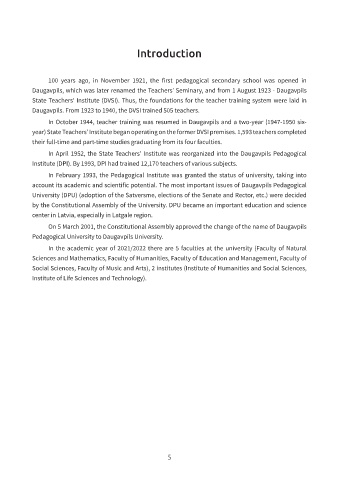 Introduction
100 years ago, in November 1921, the first pedagogical secondary school was opened in
Daugavpils, which was later renamed the Teachers' Seminary, and from 1 August 1923 - Daugavpils
State Teachers' Institute (DVSI). Thus, the foundations for the teacher training system were laid in
Daugavpils. From 1923 to 1940, the DVSI trained 505 teachers.
In October 1944, teacher training was resumed in Daugavpils and a two-year (1947-1950 six-
year) State Teachers' Institute began operating on the former DVSI premises. 1,593 teachers completed
their full-time and part-time studies graduating from its four faculties.
In April 1952, the State Teachers' Institute was reorganized into the Daugavpils Pedagogical
Institute (DPI). By 1993, DPI had trained 12,170 teachers of various subjects.
In February 1993, the Pedagogical Institute was granted the status of university, taking into
account its academic and scientific potential. The most important issues of Daugavpils Pedagogical
University (DPU) (adoption of the Satversme, elections of the Senate and Rector, etc.) were decided
by the Constitutional Assembly of the University. DPU became an important education and science
center in Latvia, especially in Latgale region.
On 5 March 2001, the Constitutional Assembly approved the change of the name of Daugavpils
Pedagogical University to Daugavpils University.
In the academic year of 2021/2022 there are 5 faculties at the university (Faculty of Natural
Sciences and Mathematics, Faculty of Humanities, Faculty of Education and Management, Faculty of
Social Sciences, Faculty of Music and Arts), 2 institutes (Institute of Humanities and Social Sciences,
Institute of Life Sciences and Technology).
5